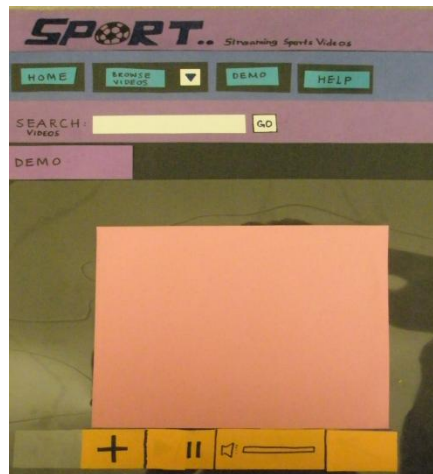 SPORT..
Streaming Sports Videos
HOME
BROWSE
VIDEOS
DEMO
HELP
SEARCH:
VIDEOS
GO
DEMO